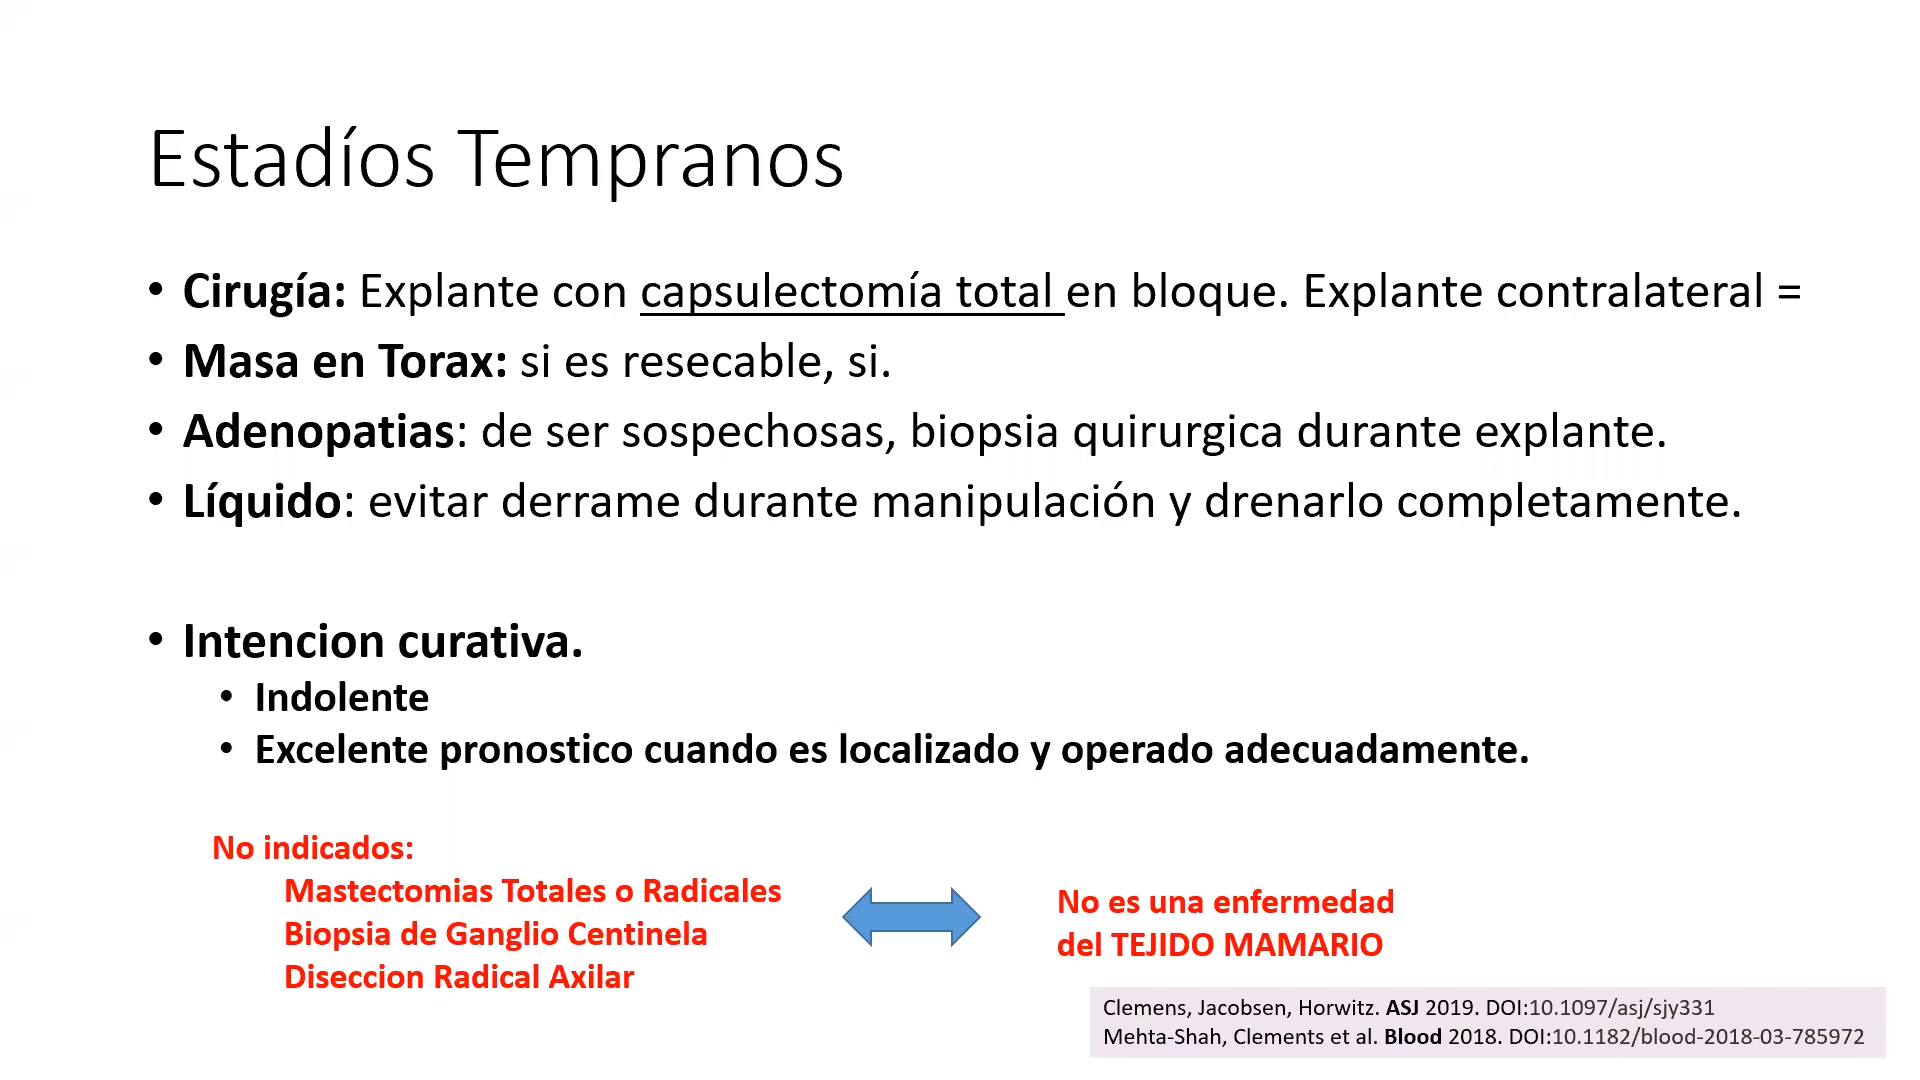 Estadíos Tempranos
• Cirugía: Explante con capsulectomía total en bloque. Explante contralateral =
• Masa en Torax: si es resecable, si.
• Adenopatias: de ser sospechosas, biopsia quirurgica durante explante.
• Líquido: evitar derrame durante manipulación y drenarlo completamente.
• Intencion curativa.
• Indolente
• Excelente pronostico cuando es localizado y operado adecuadamente.
No indicados:
Mastectomias Totales o Radicales
Biopsia de Ganglio Centinela
Diseccion Radical Axilar
No es una enfermedad
del TEJIDO MAMARIO
Clemens, Jacobsen, Horwitz. ASJ 2019. DOI:10.1097/asj/sjy331
Mehta-Shah, Clements et al. Blood 2018. DOI:10.1182/blood-2018-03-785972